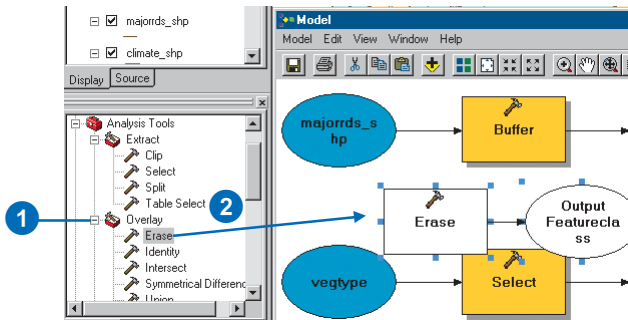 majorrds_shp
climate_shp
Display Source
Analysis Tools
Extract
Clip
Select
Split
Table Select
Overlay
Erase
Identity
Intersect
Symmetrical Differenc
Union
1
2
Model
Model Edit View Window Help
majorrds_s
hp
Buffer
Erase
Output
Featurecla
ss
vegtype
Select